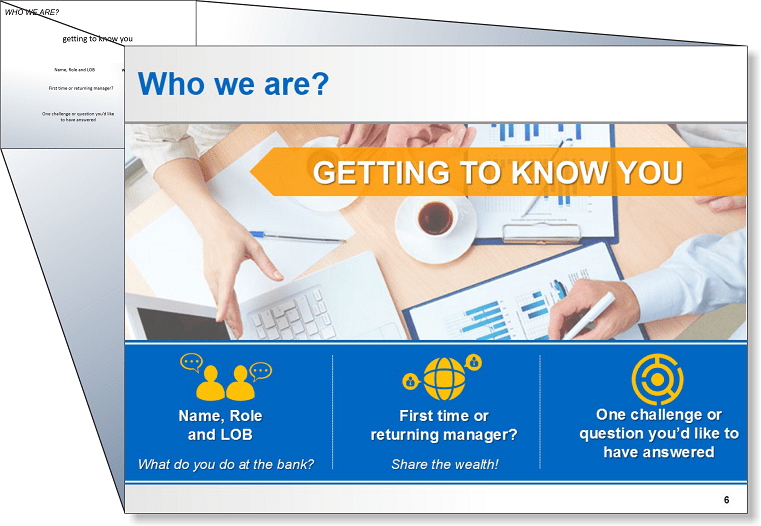 WHO WE ARE?
getting to know you
Name, Role and LOB
First time or returning manager?
One challenge or question you'd like
to have answered
Who we are?
GETTING TO KNOW YOU
Name, Role
and LOB
What do you do at the bank?
First time or
returning manager?
Share the wealth!
One challenge or
question you'd like to
have answered
6